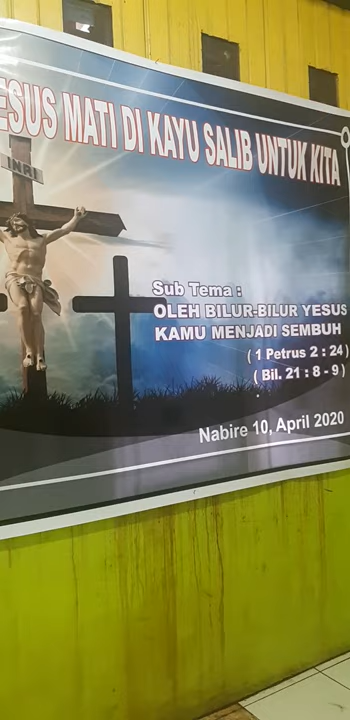 ESUS MATI DI KAYU SALIB UNTUK KITA
INRI
Sub Tema :
OLEH BILUR-BILUR YESUS
KAMU MENJADI SEMBUH
( 1 Petrus 2 : 24 )
( Bil. 21 : 8 - 9 )
Nabire 10, April 2020